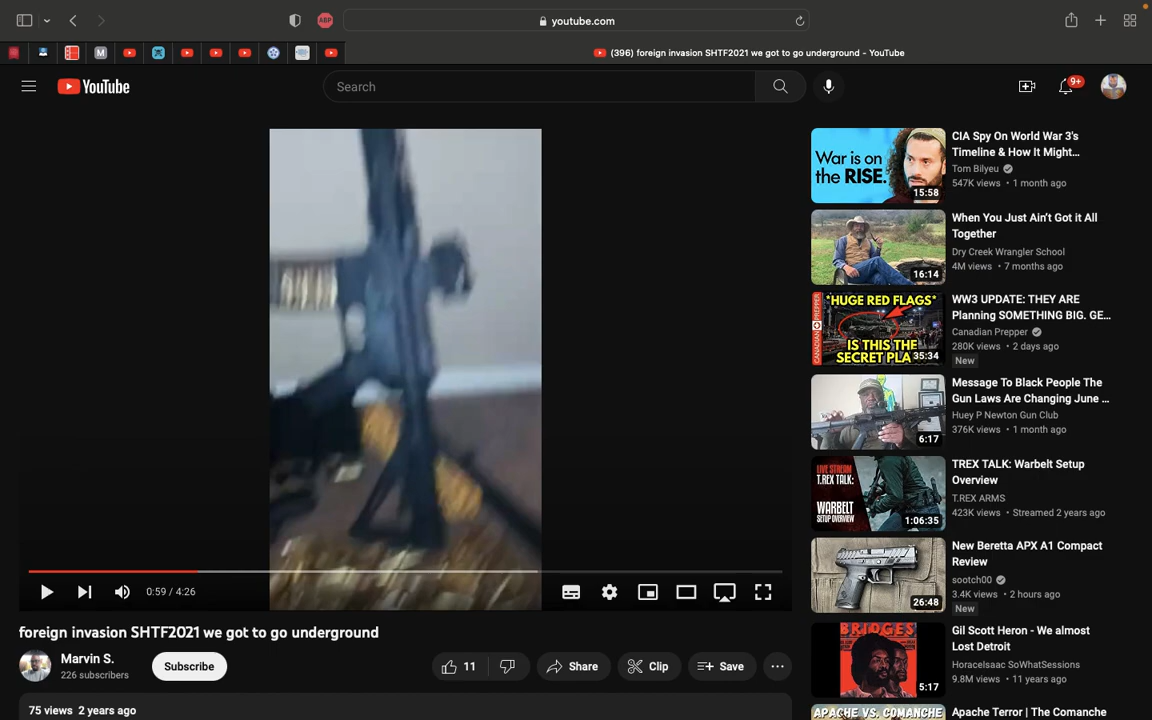 youtube.com
ABP
M
(396) foreign invasion SHTF2021 we got to go underground - YouTube
YouTube
Search
9+
War is on
the RISE.
15:58
CIA Spy On World War 3's
Timeline & How It Might...
Tom Bilyeu
547K views • 1 month ago
16:14
When You Just Ain't Got it All
Together
Dry Creek Wrangler School
4M views • 7 months ago
*HUGE RED FLAGS*
CANADIAN PREPPER
IS THIS THE
SECRET PLA
35:34
WW3 UPDATE: THEY ARE
Planning SOMETHING BIG. GE...
Canadian Prepper
280K views • 2 days ago
New
6:17
Message To Black People The
Gun Laws Are Changing June ...
Huey P Newton Gun Club
376K views • 1 month ago
LIVE STREAM
T.REX TALK:
WARBELT
SETUP OVERVIEW
1:06:35
TREX TALK: Warbelt Setup
Overview
T.REX ARMS
423K views • Streamed 2 years ago
26:48
New Beretta APX A1 Compact
Review
sootch00
3.4K views • 2 hours ago
New
BRIDGES
5:17
Gil Scott Heron - We almost
Lost Detroit
HoraceIsaac SoWhatSessions
9.8M views • 11 years ago
APACHE VS. COMANCHE
Apache Terror | The Comanche
0:59 / 4:26
foreign invasion SHTF2021 we got to go underground
Marvin S.
226 subscribers
Subscribe
11
Share
Clip
Save
75 views 2 years ago